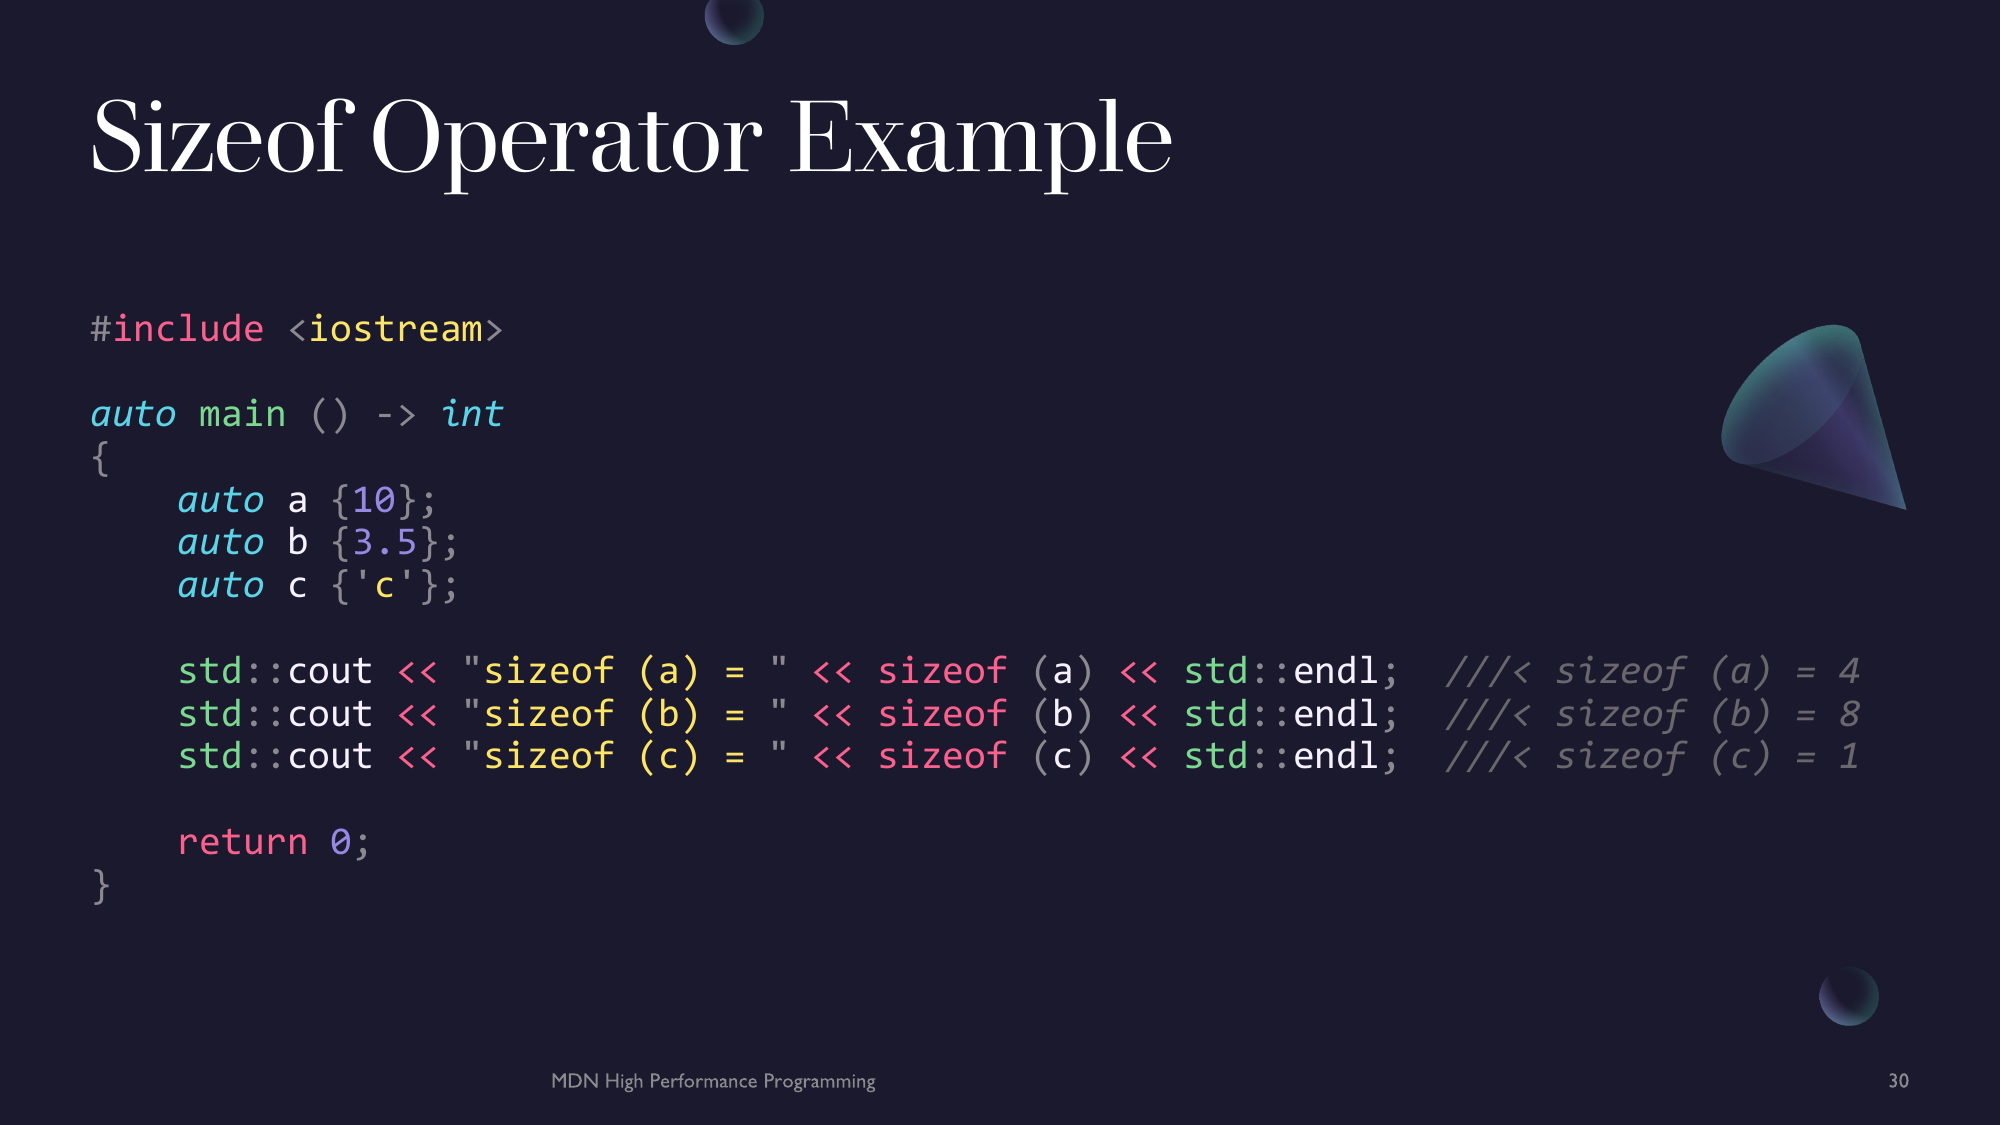 Sizeof Operator Example
#include <iostream>
auto main () -> int
{
    auto a {10};
    auto b {3.5};
    auto c {'c'};
    std::cout << "sizeof (a) = " << sizeof (a) << std::endl;  ///< sizeof (a) = 4
    std::cout << "sizeof (b) = " << sizeof (b) << std::endl;  ///< sizeof (b) = 8
    std::cout << "sizeof (c) = " << sizeof (c) << std::endl;  ///< sizeof (c) = 1
    return 0;
}
MDN High Performance Programming
30